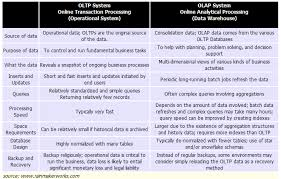 OLTP System
Online Transaction Processing
(Operational System)
OLAP System
Online Analytical Processing
(Data Warehouse)
Source of data
Operational data; OLTPs are the original source of the data.
Consolidation data; OLAP data comes from the various OLTP Databases
Purpose of data
To control and run fundamental business tasks
To help with planning, problem solving, and decision support
What the data
Reveals a snapshot of ongoing business processes
Multi-dimensional views of various kinds of business activities
Inserts and Updates
Short and fast inserts and updates initiated by end users
Periodic long-running batch jobs refresh the data
Queries
Relatively standardized and simple queries Returning relatively few records
Often complex queries involving aggregations
Processing Speed
Typically very fast
Depends on the amount of data involved; batch data refreshes and complex queries may take many hours; query speed can be improved by creating indexes
Space Requirements
Can be relatively small if historical data is archived
Larger due to the existence of aggregation structures and history data; requires more indexes than OLTP
Database Design
Highly normalized with many tables
Typically de-normalized with fewer tables; use of star and/or snowflake schemas
Backup and Recovery
Backup religiously; operational data is critical to run the business, data loss is likely to entail significant monetary loss and legal liability
Instead of regular backups, some environments may consider simply reloading the OLTP data as a recovery method
source: www.rainmakerworks.com